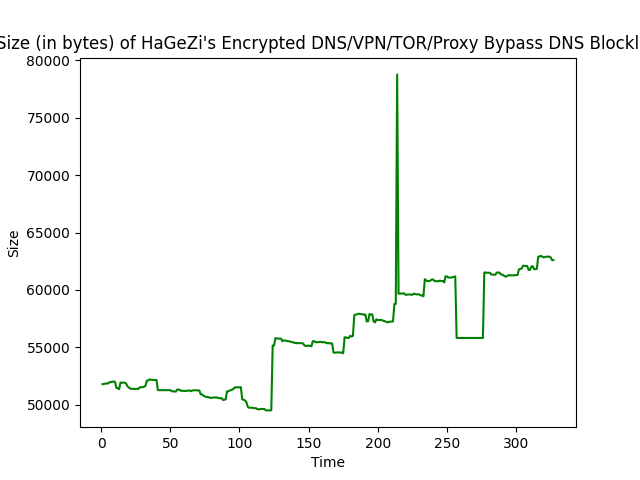 Size (in bytes) of HaGeZi's Encrypted DNS/VPN/TOR/Proxy Bypass DNS Blockl
80000
75000
70000
65000
60000
55000
50000
Size
0 50 100 150 200 250 300
Time